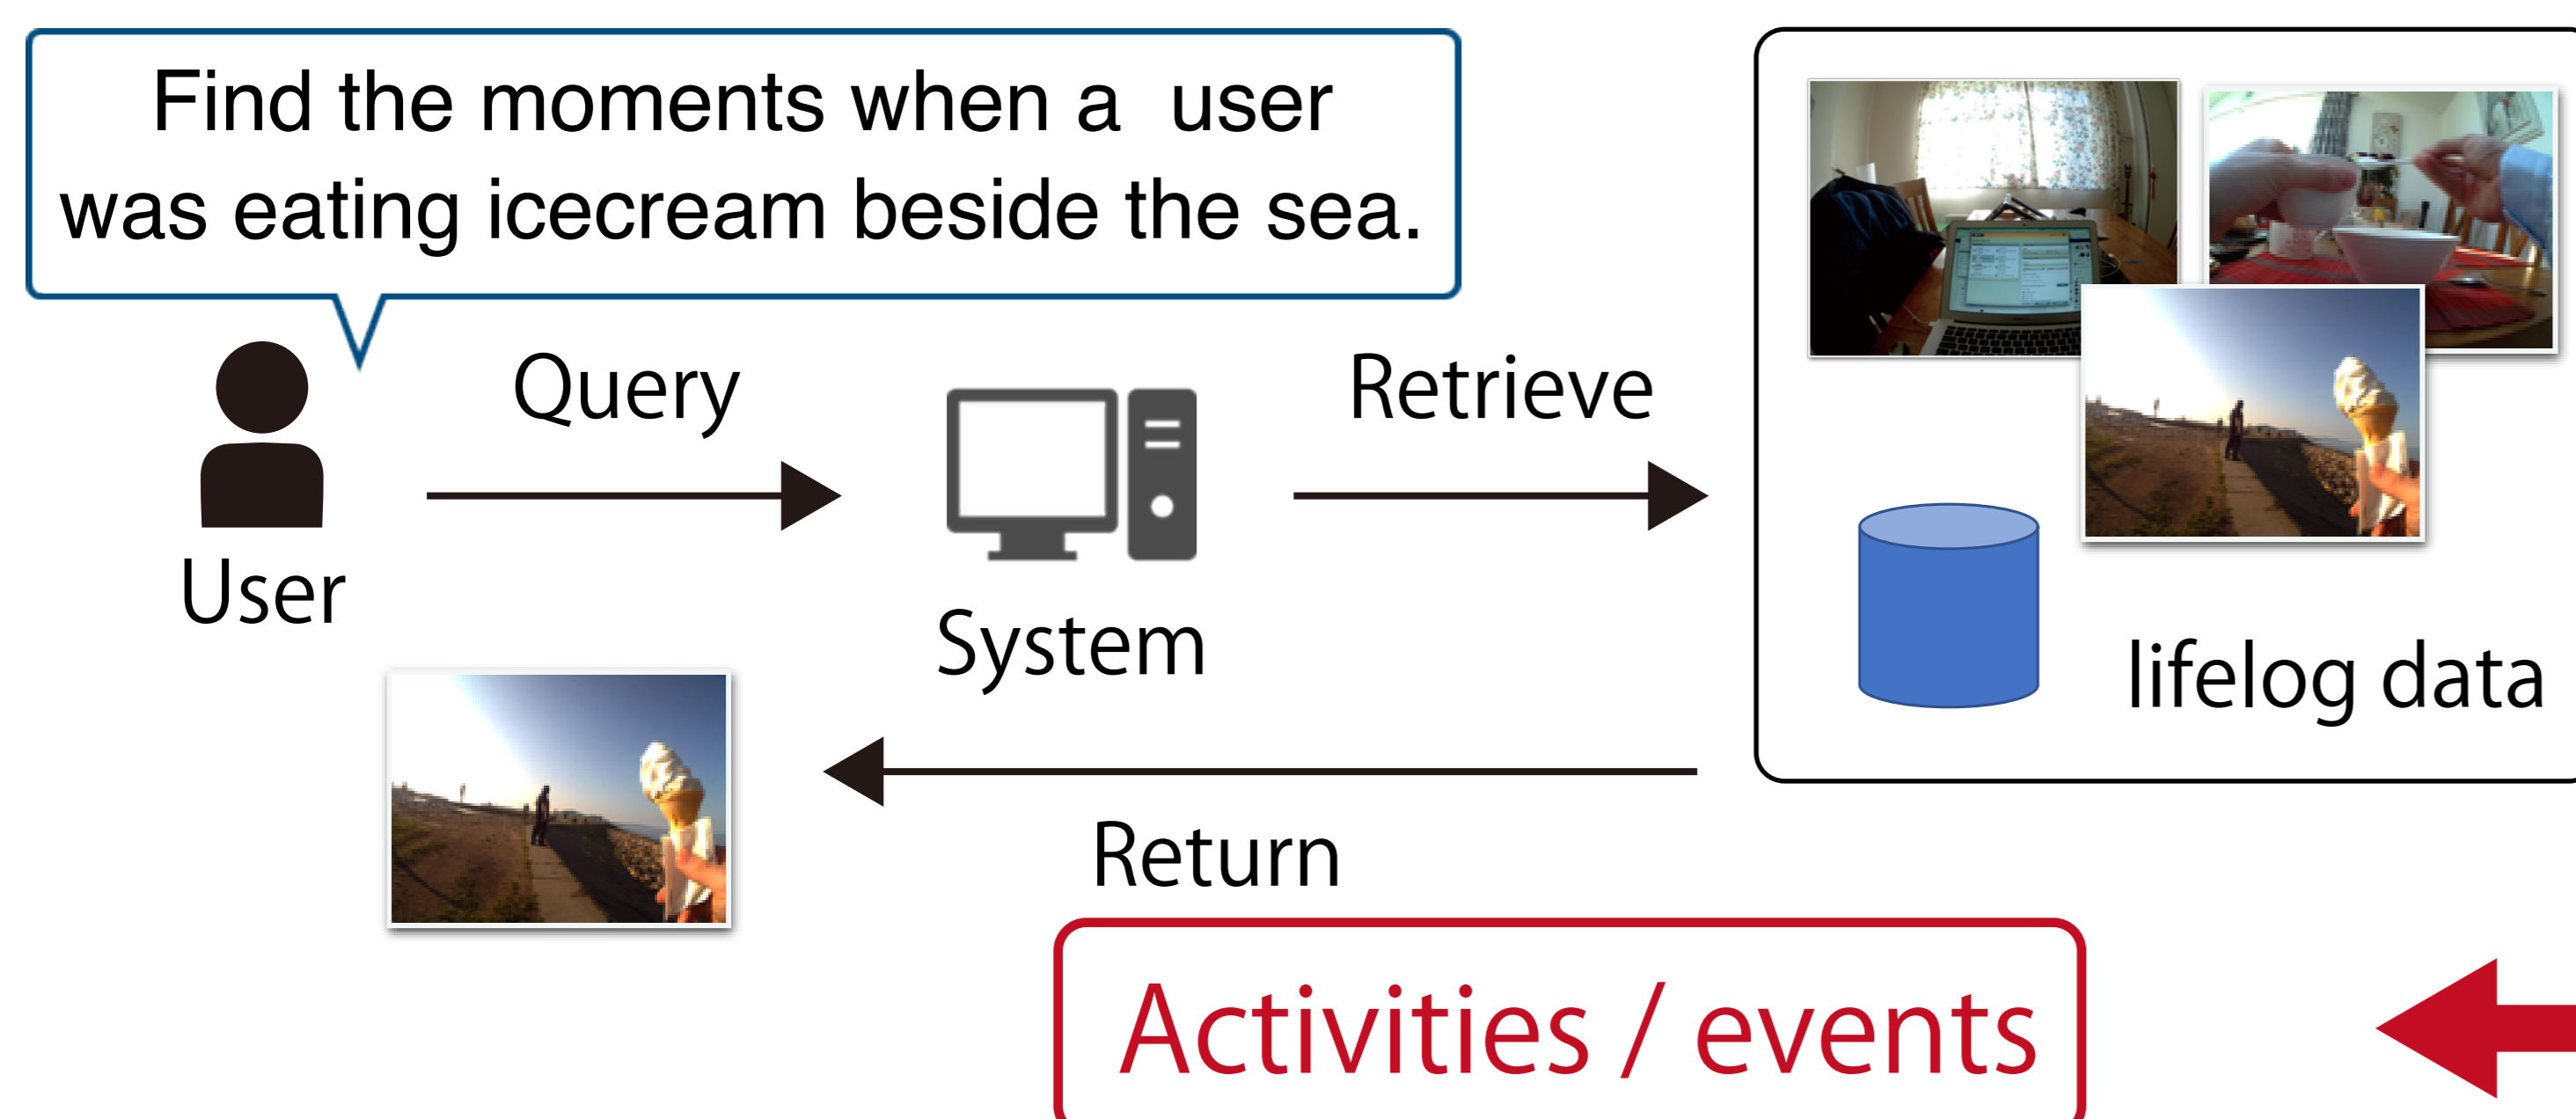 Find the moments when a user
was eating icecream beside the sea.
Query
Retrieve
User
System
lifelog data
Return
Activities / events